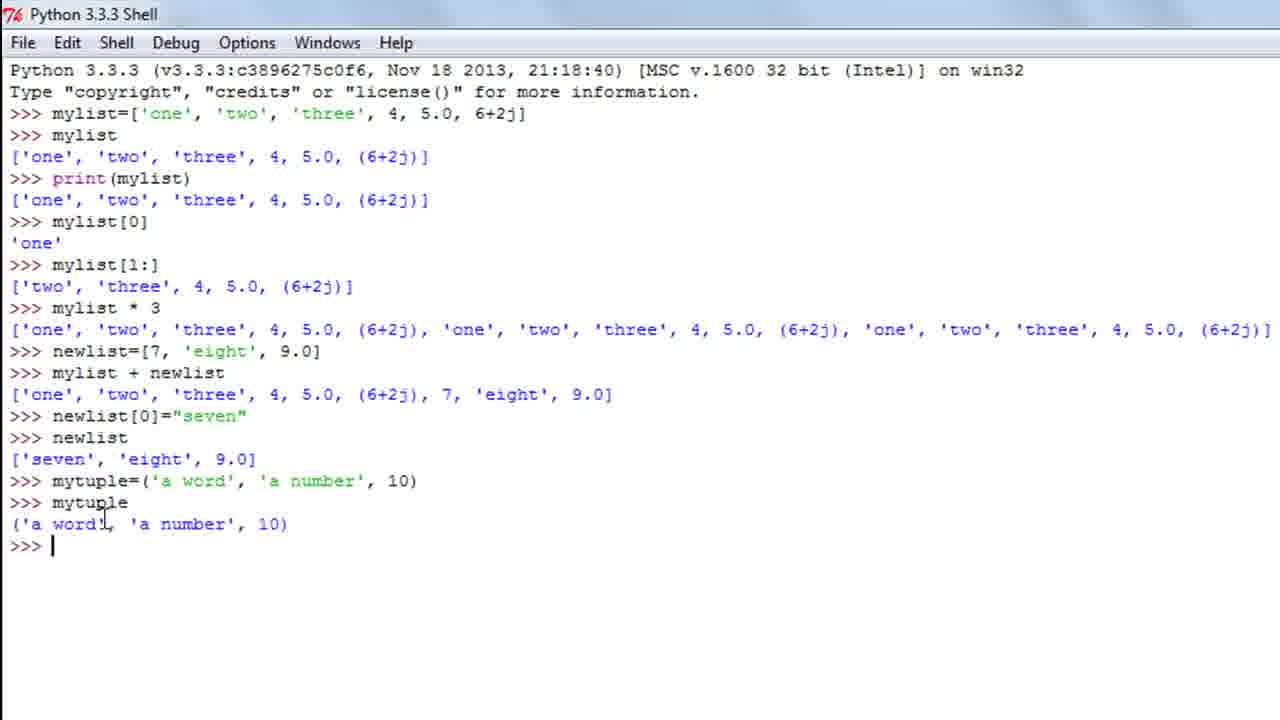 Python 3.3.3 Shell
File Edit Shell Debug Options Windows Help
Python 3.3.3 (v3.3.3:c3896275c0f6, Nov 18 2013, 21:18:40) [MSC v.1600 32 bit (Intel)] on win32
Type "copyright", "credits" or "license()" for more information.
>>> mylist=['one', 'two', 'three', 4, 5.0, 6+2j]
>>> mylist
['one', 'two', 'three', 4, 5.0, (6+2j)]
>>> print(mylist)
['one', 'two', 'three', 4, 5.0, (6+2j)]
>>> mylist[0]
'one'
>>> mylist[1:]
['two', 'three', 4, 5.0, (6+2j)]
>>> mylist * 3
['one', 'two', 'three', 4, 5.0, (6+2j), 'one', 'two', 'three', 4, 5.0, (6+2j), 'one', 'two', 'three', 4, 5.0, (6+2j)]
>>> newlist=[7, 'eight', 9.0]
>>> mylist + newlist
['one', 'two', 'three', 4, 5.0, (6+2j), 7, 'eight', 9.0]
>>> newlist[0]="seven"
>>> newlist
['seven', 'eight', 9.0]
>>> mytuple=('a word', 'a number', 10)
>>> mytuple
('a word', 'a number', 10)
>>>